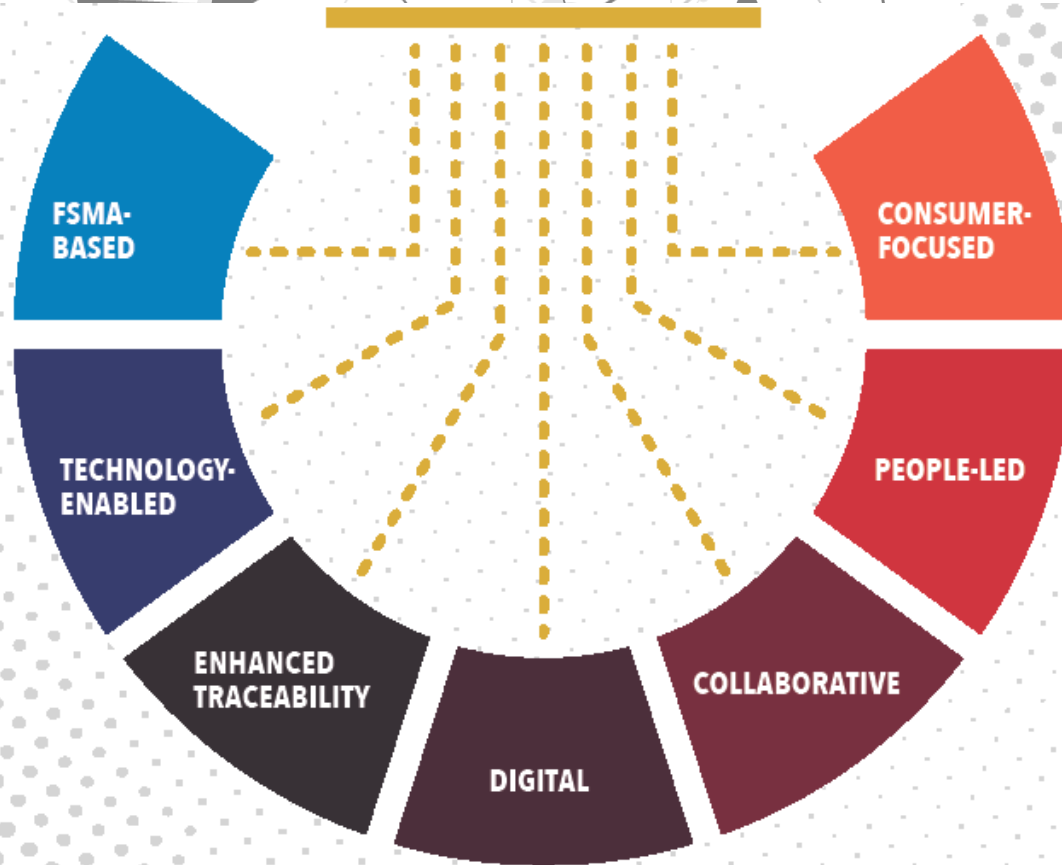 FSMA-
BASED
TECHNOLOGY-
ENABLED
ENHANCED
TRACEABILITY
DIGITAL
COLLABORATIVE
PEOPLE-LED
CONSUMER-
FOCUSED